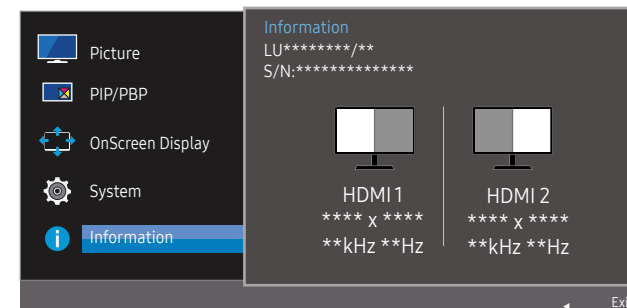 Picture
PIP/PBP
OnScreen Display
System
Information
Information
LU********/**
S/N:**************
HDMI 1
**** x ****
**kHz **Hz
HDMI 2
**** x ****
**kHz **Hz